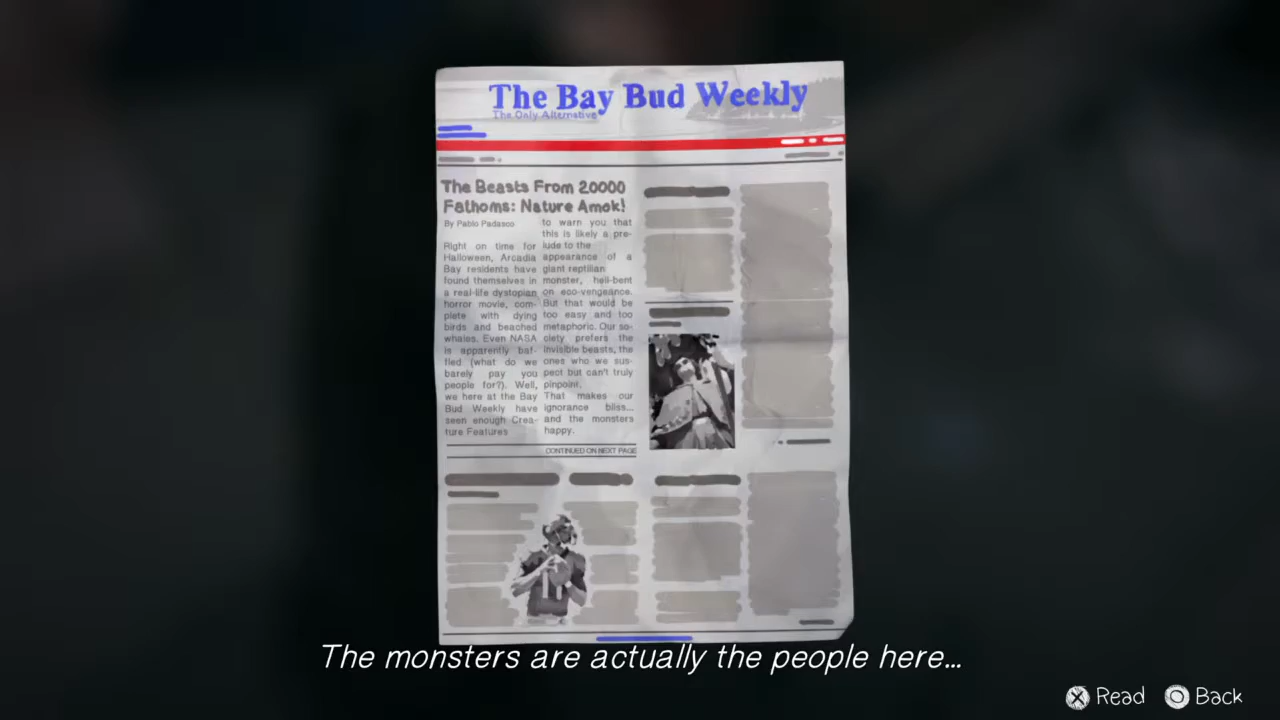 The Bay Bud Weekly
The Only Alternative
The Beasts From 20000
Fathoms: Nature Amok!
By Pablo Padasco
Right on time for
Halloween, Arcadia
Bay residents have
found themselves in
a real-life dystopian
horror movie, com-
plete with dying
birds and beached
whales. Even NASA
is apparently baf-
fled (what do we
barely pay you
people for?). Well,
we here at the Bay
Bud Weekly have
seen enough Crea-
ture Features
to warn you that
this is likely a pre-
lude to the
appearance of a
giant reptilian
monster, hell-bent
on eco-vengeance.
But that would be
too easy and too
metaphoric. Our so-
ciety prefers the
invisible beasts, the
ones who we sus-
pect but can't truly
pinpoint.
That makes our
ignorance bliss...
and the monsters
happy.
CONTINUED ON NEXT PAGE
The monsters are actually the people here...
Read Back